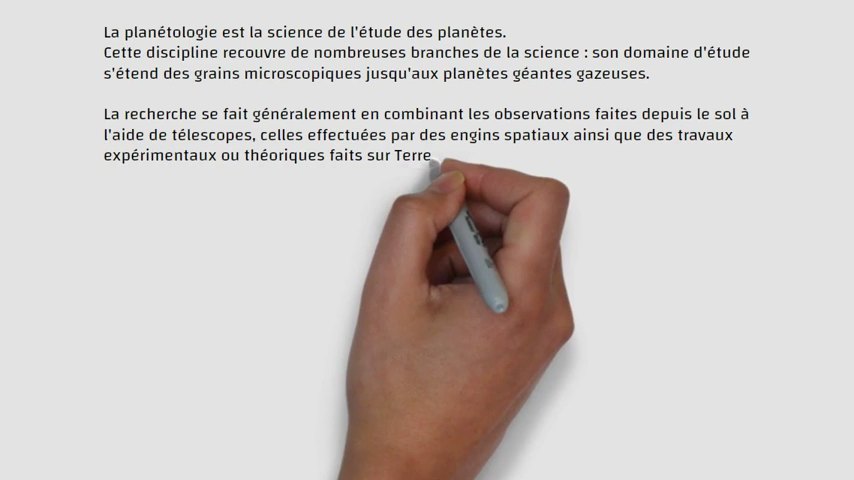 La planétologie est la science de l'étude des planètes.
Cette discipline recouvre de nombreuses branches de la science : son domaine d'étude
s'étend des grains microscopiques jusqu'aux planètes géantes gazeuses.
La recherche se fait généralement en combinant les observations faites depuis le sol à
l'aide de télescopes, celles effectuées par des engins spatiaux ainsi que des travaux
expérimentaux ou théoriques faits sur Terre